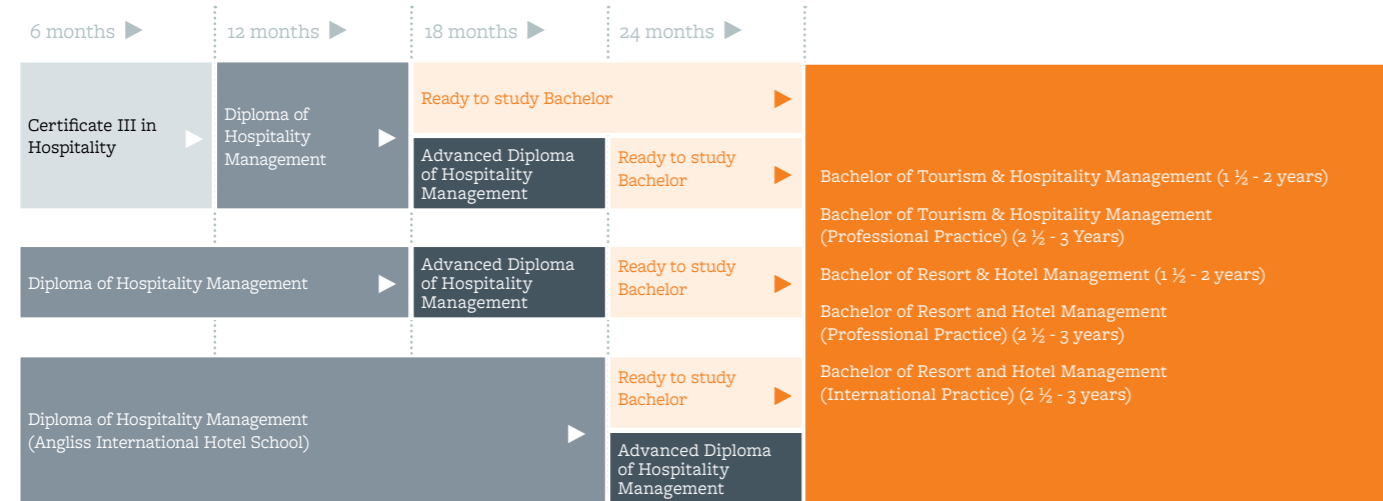 6 months
12 months
18 months
24 months
Certificate III in
Hospitality
Diploma of
Hospitality
Management
Ready to study Bachelor
Advanced Diploma
of Hospitality
Management
Ready to study
Bachelor
Diploma of Hospitality Management
Advanced Diploma
of Hospitality
Management
Ready to study
Bachelor
Diploma of Hospitality Management
(Angliss International Hotel School)
Ready to study
Bachelor
Advanced Diploma
of Hospitality
Management
Bachelor of Tourism & Hospitality Management (1 ½ - 2 years)
Bachelor of Tourism & Hospitality Management
(Professional Practice) (2 ½ - 3 Years)
Bachelor of Resort & Hotel Management (1 ½ - 2 years)
Bachelor of Resort and Hotel Management
(Professional Practice) (2 ½ - 3 years)
Bachelor of Resort and Hotel Management
(International Practice) (2 ½ - 3 years)